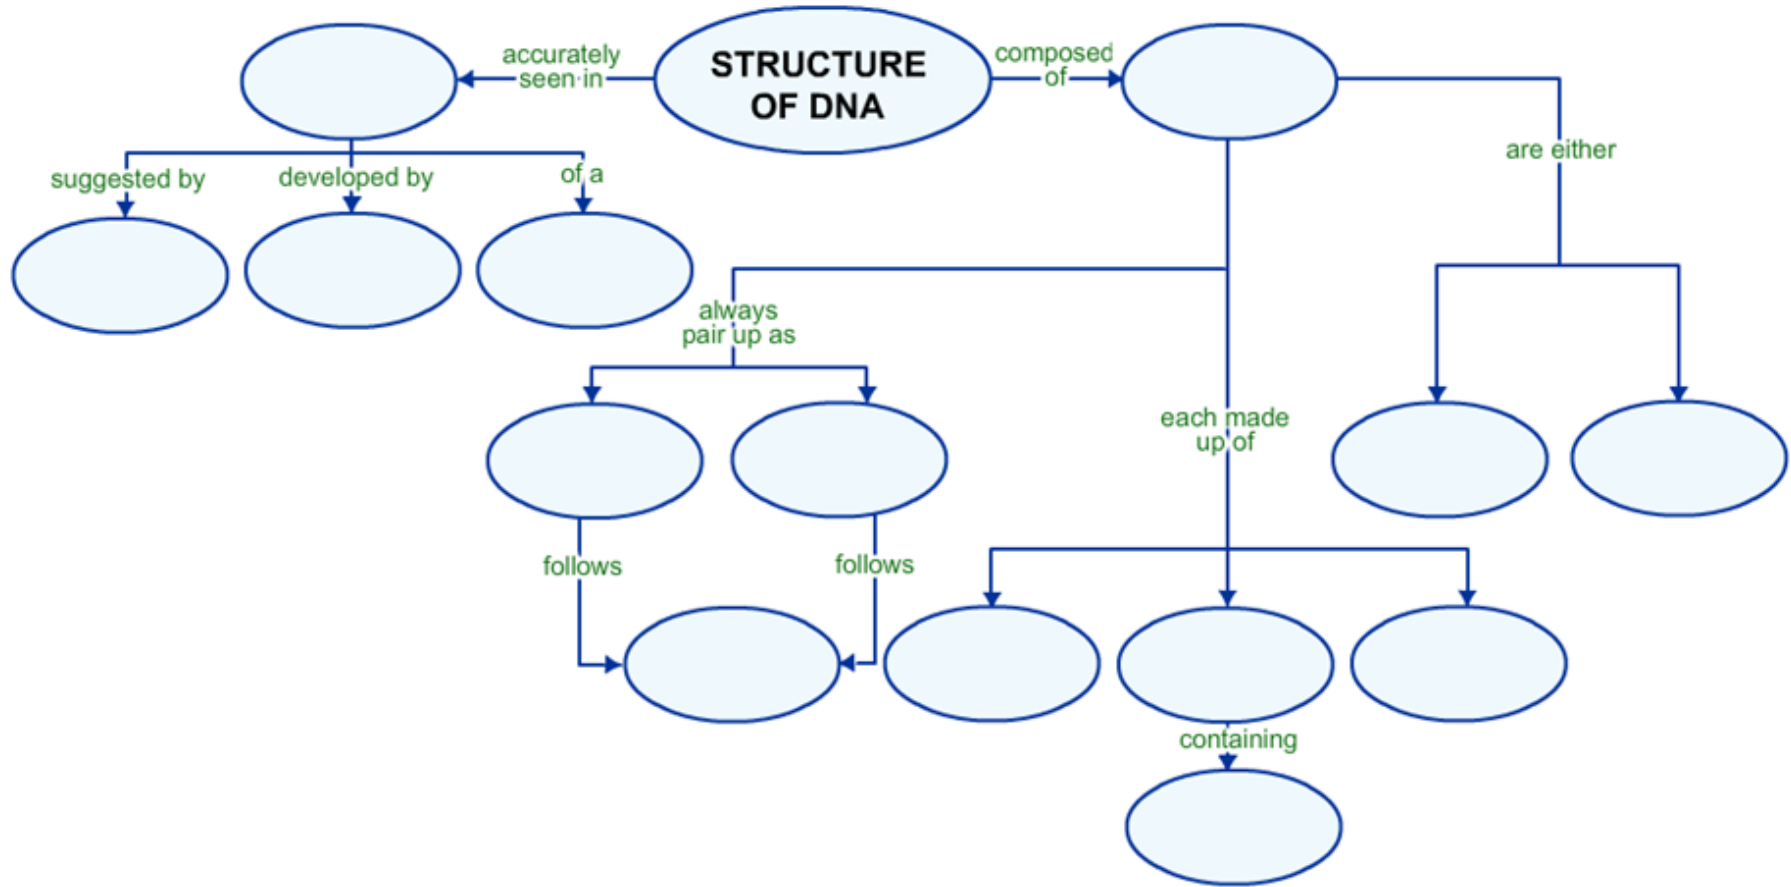 accurately
seen in
STRUCTURE
OF DNA
composed
of
are either
suggested by
developed by
of a
always
pair up as
each made
up of
follows
follows
containing